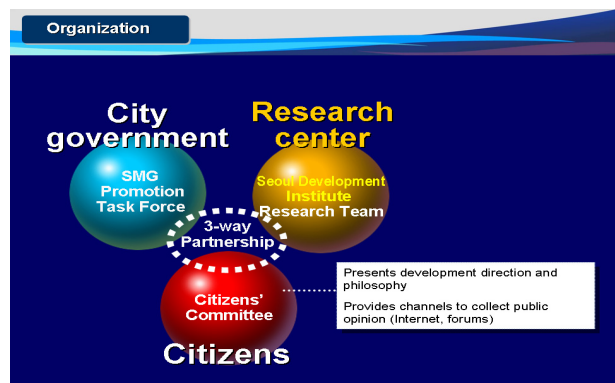 Organization
City
government
Research
center
SMG
Promotion
Task Force
Seoul Development
Institute
Research Team
3-way
Partnership
Citizens’
Committee
Citizens
Presents development direction and
philosophy
Provides channels to collect public
opinion (Internet, forums)